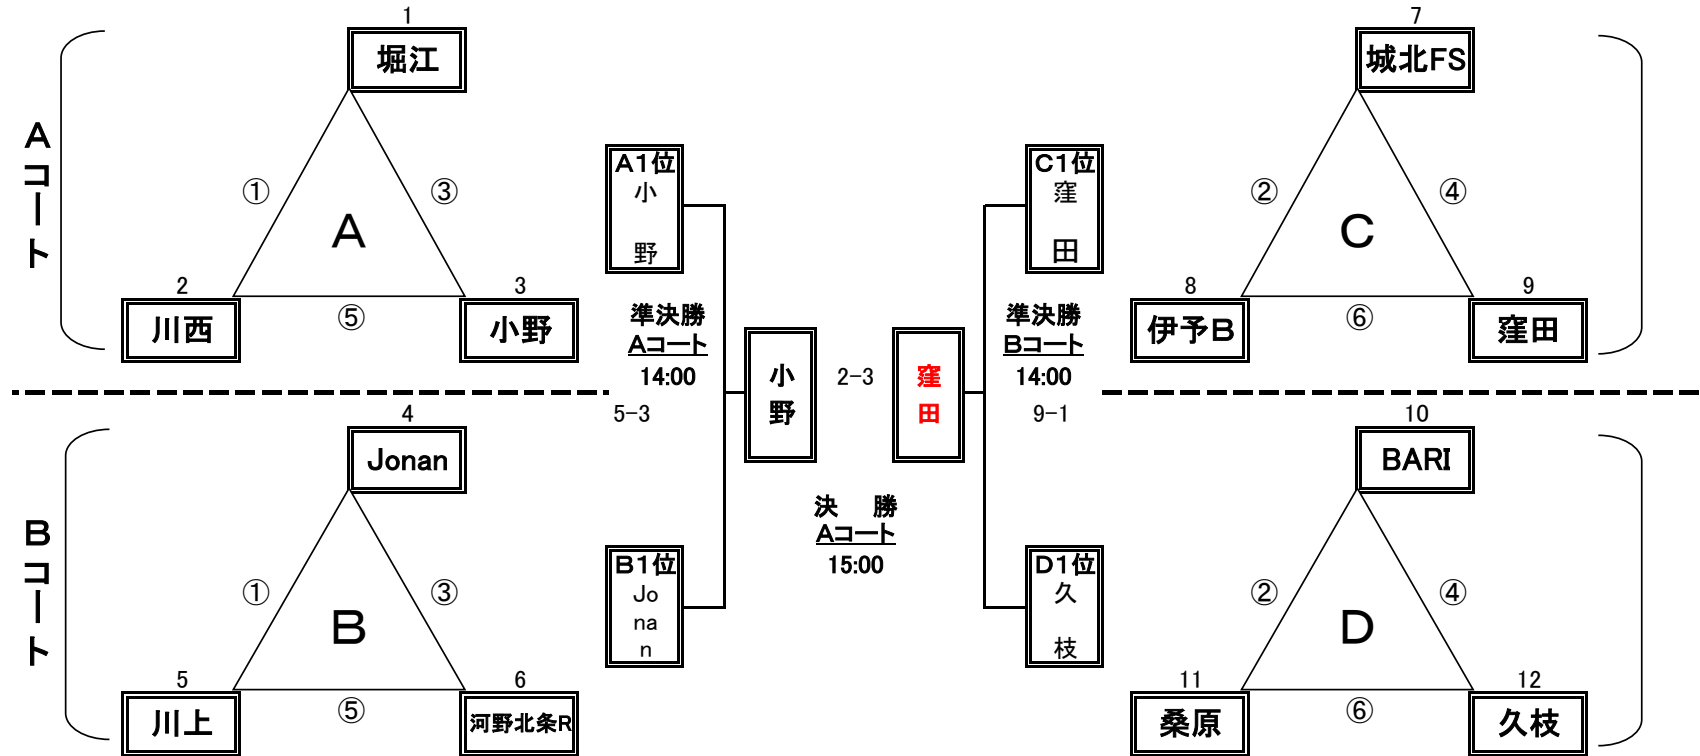 Aコート
1
堀江
①
③
A
2
川西
⑤
3
小野
Bコート
4
Jonan
①
③
B
5
川上
⑤
6
河野北条R
A1位
小
野
準決勝
Aコート
14:00
5-3
B1位
Jo
na
n
小野
2-3
窪田
決　勝
Aコート
15:00
C1位
窪
田
準決勝
Bコート
14:00
9-1
D1位
久
枝
7
城北FS
②
④
C
8
伊予B
⑥
9
窪田
10
BARI
②
④
D
11
桑原
⑥
12
久枝